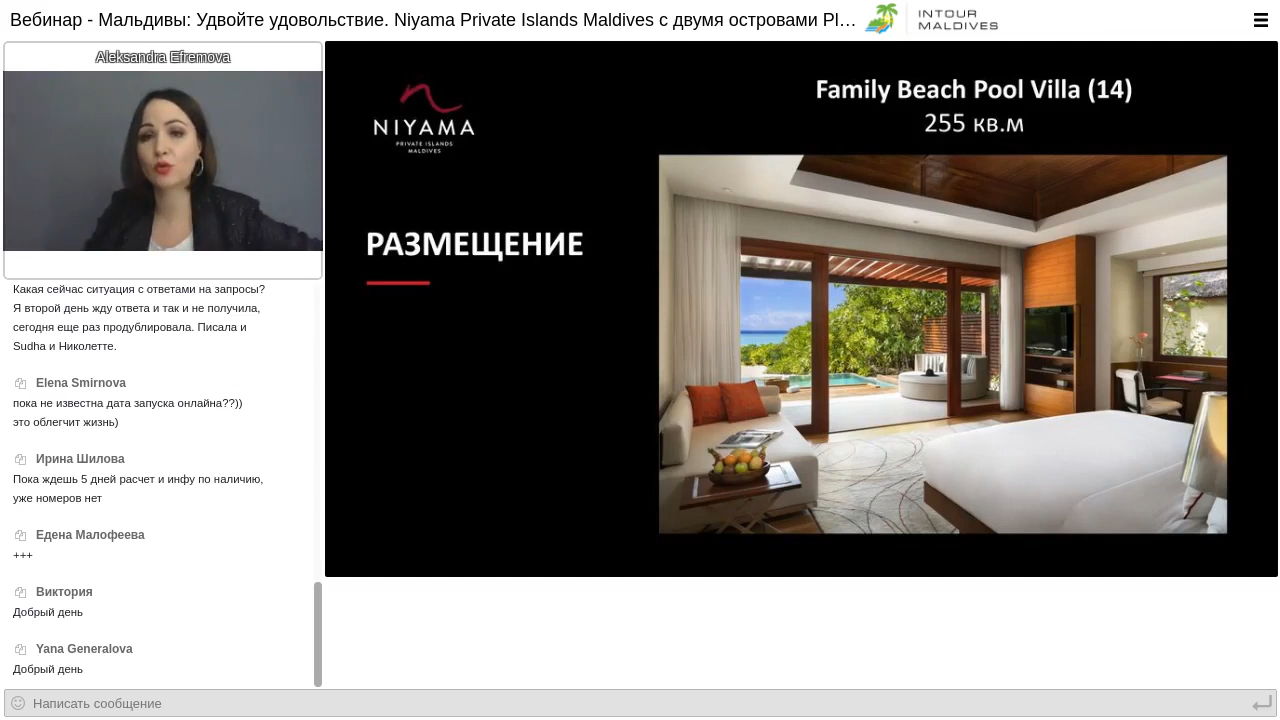 Вебинар - Мальдивы: Удвойте удовольствие. Niyama Private Islands Maldives с двумя островами Pl…
INTOUR
MALDIVES
Aleksandra Efremova
Какая сейчас ситуация с ответами на запросы?
Я второй день жду ответа и так и не получила,
сегодня еще раз продублировала. Писала и
Sudha и Николетте.
Elena Smirnova
пока не известна дата запуска онлайна??))
это облегчит жизнь)
Ирина Шилова
Пока ждешь 5 дней расчет и инфу по наличию,
уже номеров нет
Едена Малофеева
+++
Виктория
Добрый день
Yana Generalova
Добрый день
Написать сообщение
NIYAMA
PRIVATE ISLANDS
MALDIVES
РАЗМЕЩЕНИЕ
Family Beach Pool Villa (14)
255 кв.м